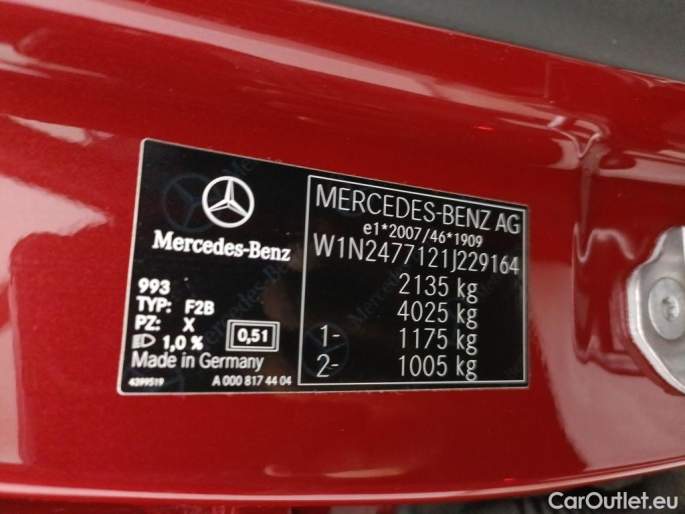 Mercedes-Benz
993
TYP: F2B
PZ: X
1,0 %
0,51
Made in Germany
4399519
A 000 817 44 04
MERCEDES-BENZ AG
e1*2007/46*1909
W1N2477121J229164
2135 kg
4025 kg
1- 1175 kg
2- 1005 kg
CarOutlet.eu